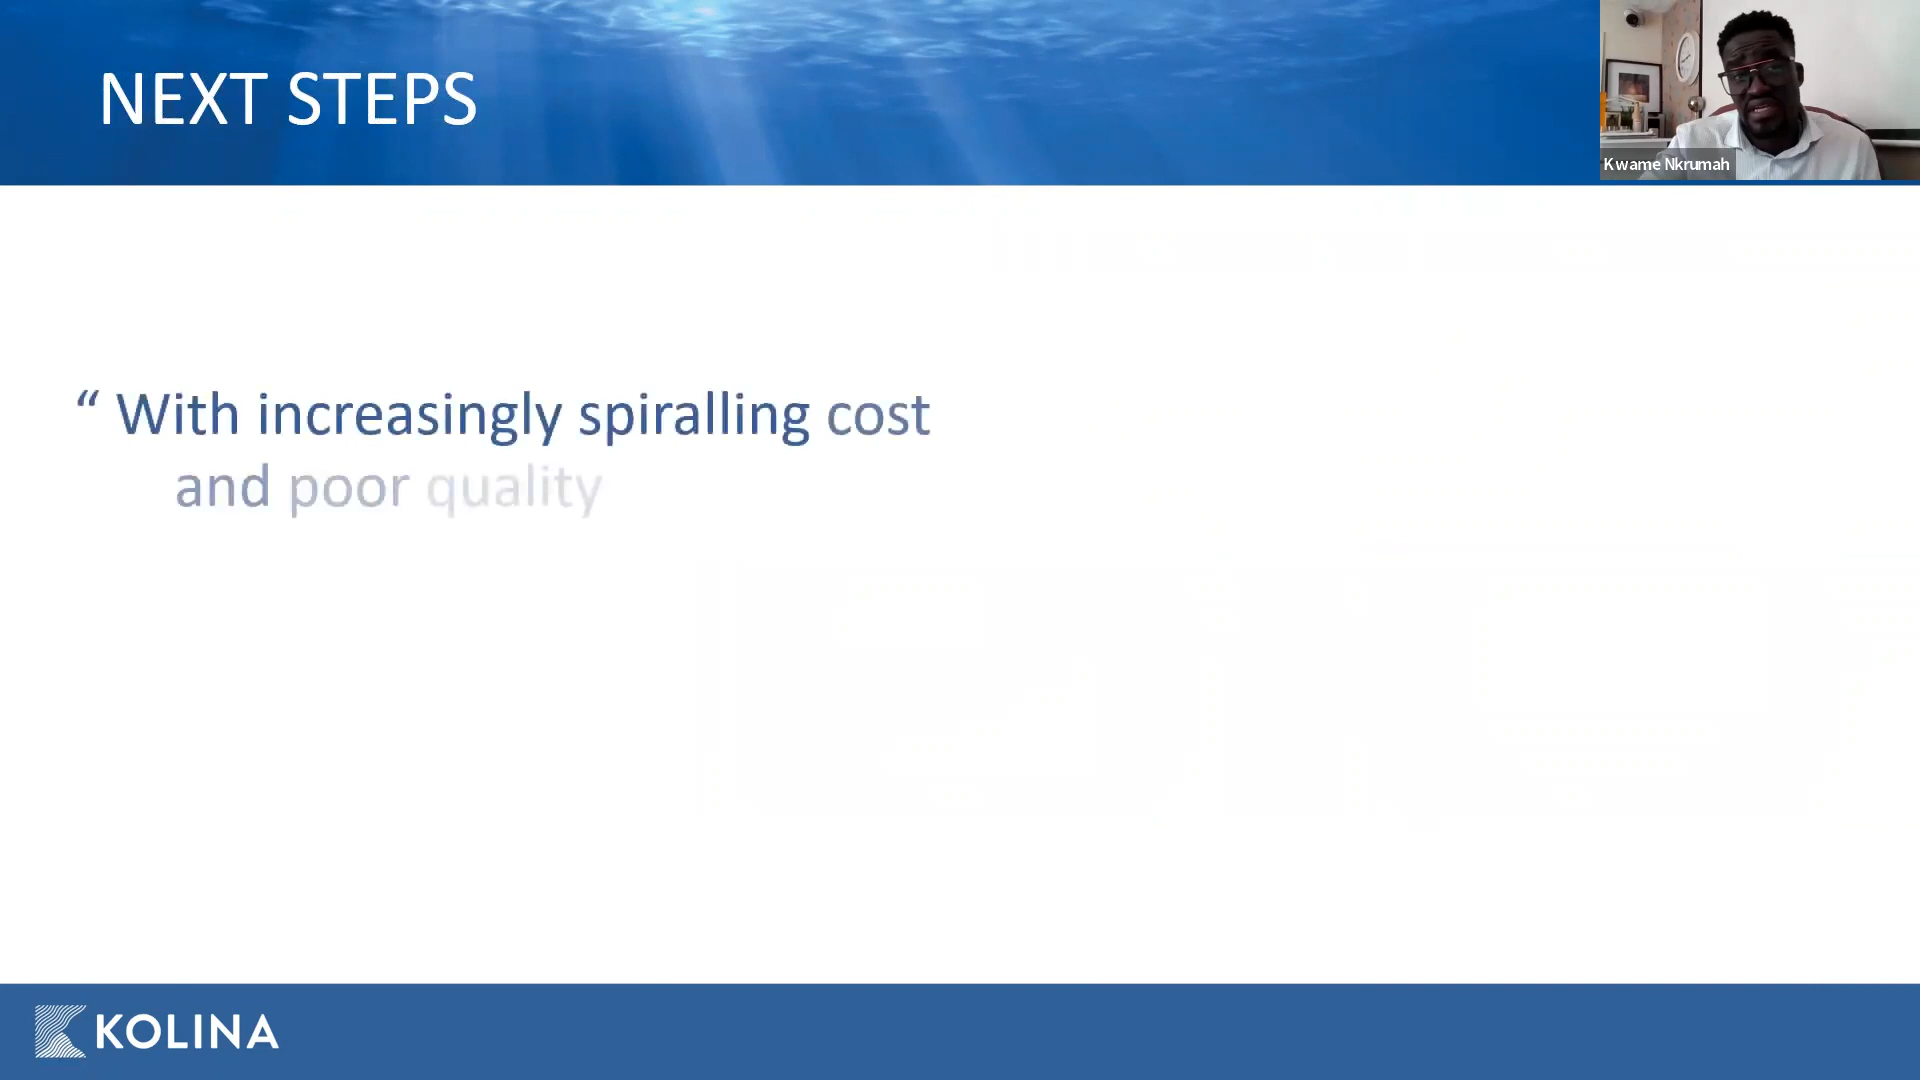 NEXT STEPS
Kwame Nkrumah
“ With increasingly spiralling cost
and poor quality
KOLINA